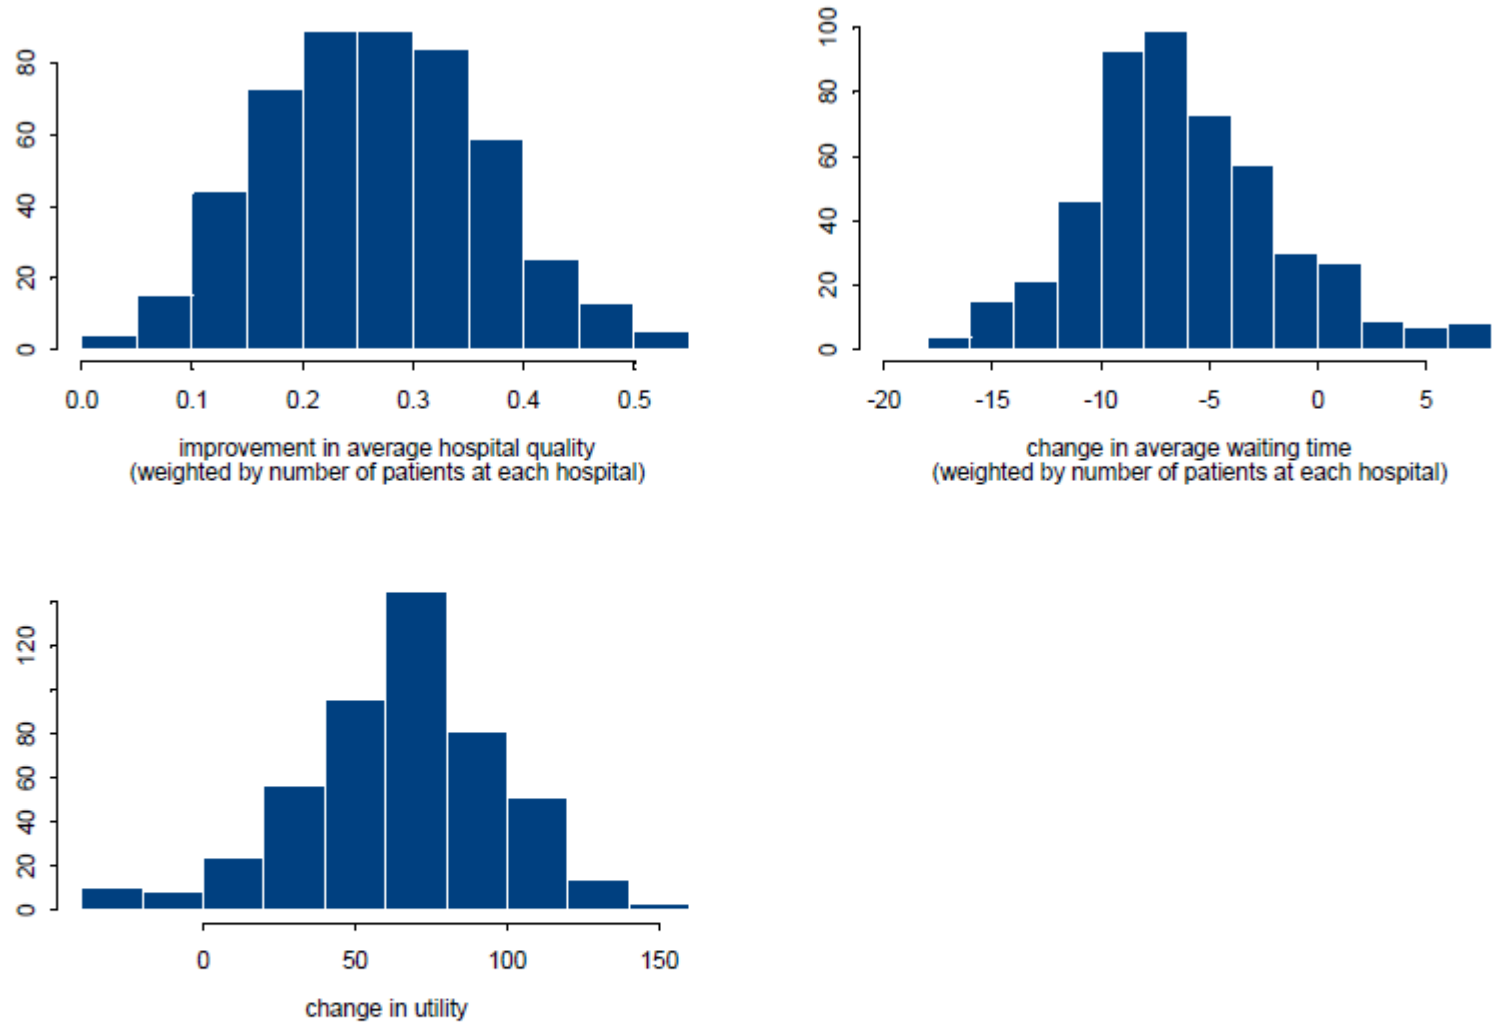 80
60
40
20
0
0.0 0.1 0.2 0.3 0.4 0.5
improvement in average hospital quality
(weighted by number of patients at each hospital)
100
80
60
40
20
0
-20 -15 -10 -5 0 5
change in average waiting time
(weighted by number of patients at each hospital)
120
80
60
40
20
0
0 50 100 150
change in utility